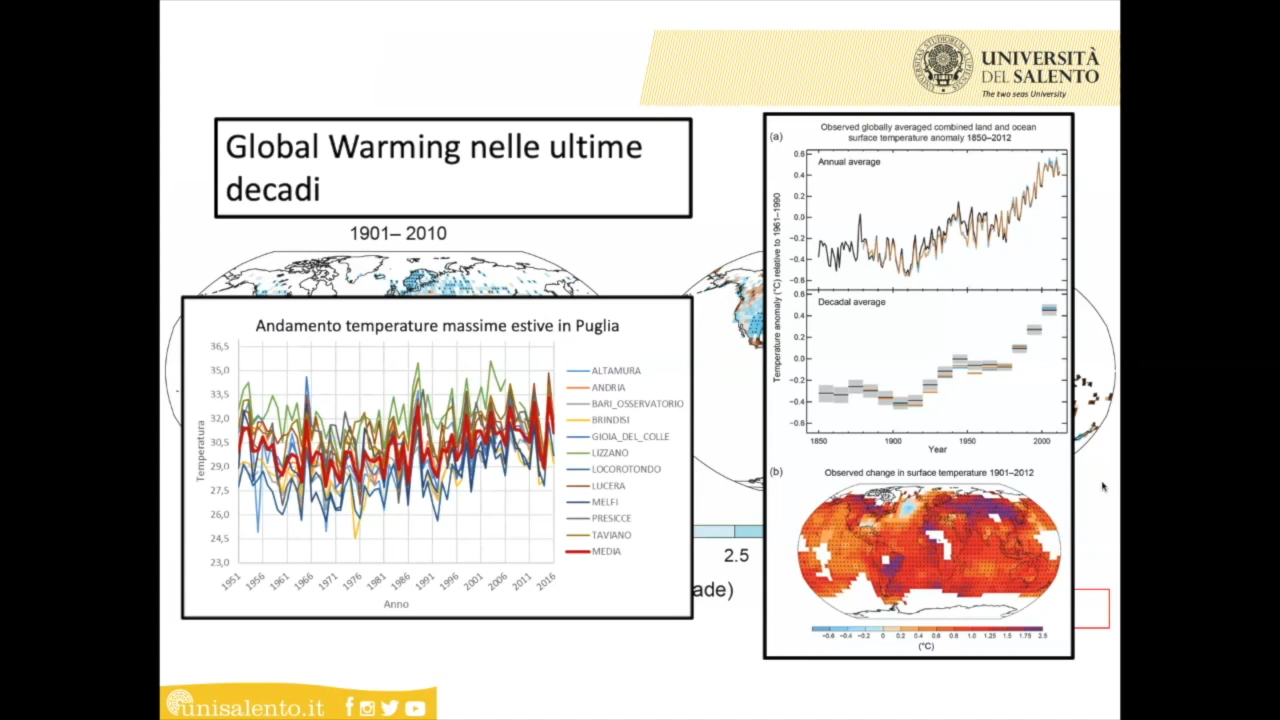 UNIVERSITÀ
DEL SALENTO
The two seas University
Global Warming nelle ultime
decadi
1901– 2010
Andamento temperature massime estive in Puglia
36,5
35,0
33,5
32,0
30,5
29,0
27,5
26,0
24,5
23,0
Temperatura
1951 1956 1961 1966 1971 1976 1981 1986 1991 1996 2001 2006 2011 2016
Anno
ALTAMURA
ANDRIA
BARI_OSSERVATORIO
BRINDISI
GIOIA_DEL_COLLE
LIZZANO
LOCOROTONDO
LUCERA
MELFI
PRESICCE
TAVIANO
MEDIA
2.5
ade)
(a)
Observed globally averaged combined land and ocean
surface temperature anomaly 1850–2012
Annual average
0.6
0.4
0.2
0.0
−0.2
−0.4
−0.6
Temperature anomaly (°C) relative to 1961–1990
Decadal average
0.6
0.4
0.2
0.0
−0.2
−0.4
−0.6
1850 1900 1950 2000
Year
(b)
Observed change in surface temperature 1901–2012
−0.6 −0.4 −0.2 0 0.2 0.4 0.6 0.8 1.0 1.25 1.5 1.75 2.5
(°C)
unisalento.it